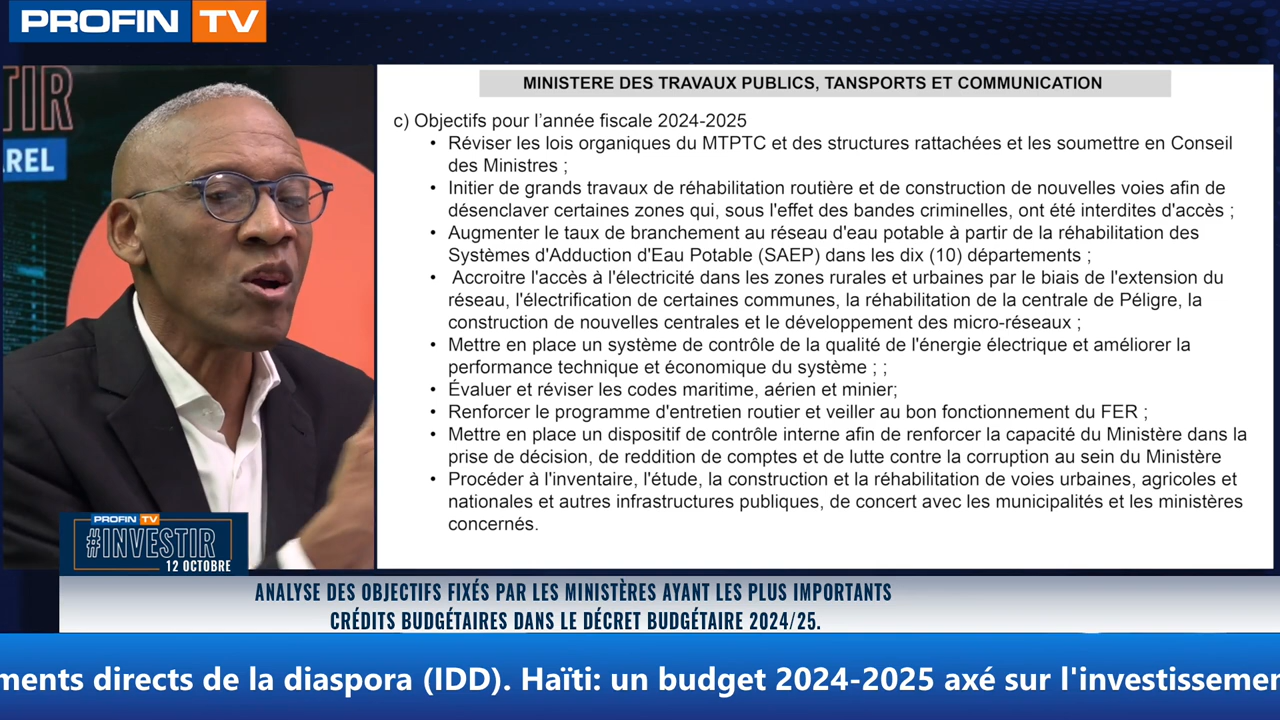 PROFIN TV
TIR
AREL
MINISTERE DES TRAVAUX PUBLICS, TANSPORTS ET COMMUNICATION
c) Objectifs pour l’année fiscale 2024-2025
• Réviser les lois organiques du MTPTC et des structures rattachées et les soumettre en Conseil
des Ministres ;
• Initier de grands travaux de réhabilitation routière et de construction de nouvelles voies afin de
désenclaver certaines zones qui, sous l'effet des bandes criminelles, ont été interdites d'accès ;
• Augmenter le taux de branchement au réseau d'eau potable à partir de la réhabilitation des
Systèmes d'Adduction d'Eau Potable (SAEP) dans les dix (10) départements ;
• Accroitre l'accès à l'électricité dans les zones rurales et urbaines par le biais de l'extension du
réseau, l'électrification de certaines communes, la réhabilitation de la centrale de Péligre, la
construction de nouvelles centrales et le développement des micro-réseaux ;
• Mettre en place un système de contrôle de la qualité de l'énergie électrique et améliorer la
performance technique et économique du système ; ;
• Évaluer et réviser les codes maritime, aérien et minier;
• Renforcer le programme d'entretien routier et veiller au bon fonctionnement du FER ;
• Mettre en place un dispositif de contrôle interne afin de renforcer la capacité du Ministère dans la
prise de décision, de reddition de comptes et de lutte contre la corruption au sein du Ministère
• Procéder à l'inventaire, l'étude, la construction et la réhabilitation de voies urbaines, agricoles et
nationales et autres infrastructures publiques, de concert avec les municipalités et les ministères
concernés.
PROFIN TV
#INVESTIR
12 OCTOBRE
ANALYSE DES OBJECTIFS FIXÉS PAR LES MINISTÈRES AYANT LES PLUS IMPORTANTS
CRÉDITS BUDGÉTAIRES DANS LE DÉCRET BUDGÉTAIRE 2024/25.
ments directs de la diaspora (IDD). Haïti: un budget 2024-2025 axé sur l'investisseme